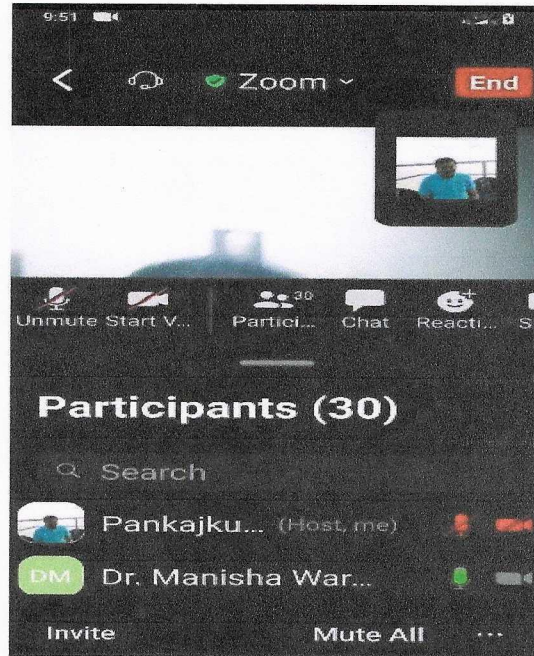 9:51
Zoom
End
30
Unmute Start V... Partici... Chat Reacti... S
Participants (30)
Search
Pankajku... (Host, me)
DM Dr. Manisha War...
Invite Mute All ...